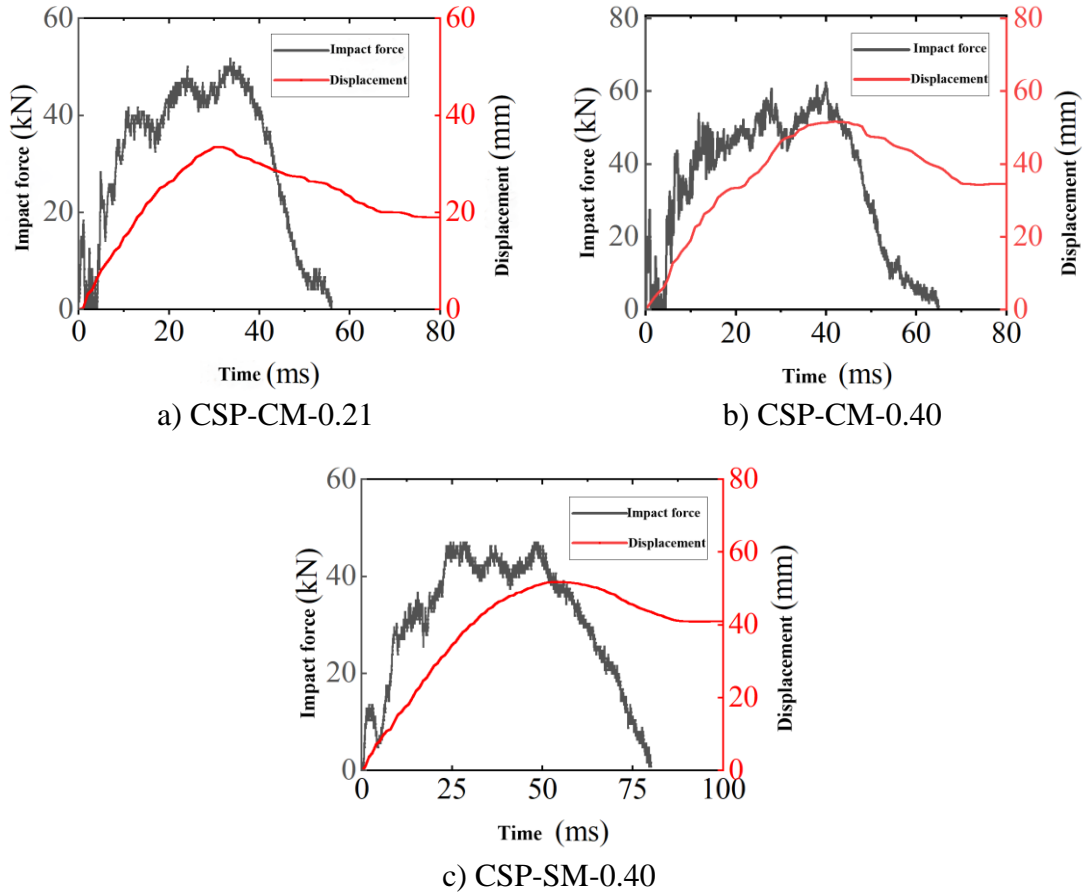 60
60
Impact force
Displacement
40
40
20
20
0
0
0
20
40
60
80
Impact force (kN)
Displacement (mm)
Time (ms)
a) CSP-CM-0.21
80
80
Impact force
Displacement
60
60
40
40
20
20
0
0
0
20
40
60
80
Impact force (kN)
Displacement (mm)
Time (ms)
b) CSP-CM-0.40
60
80
Impact force
Displacement
60
40
40
20
20
0
0
0
25
50
75
100
Impact force (kN)
Displacement (mm)
Time (ms)
c) CSP-SM-0.40